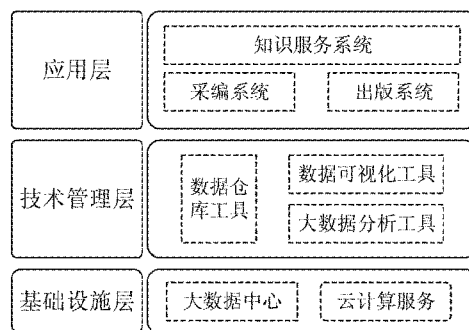 应用层
知识服务系统
采编系统
出版系统
技术管理层
数据仓
库工具
数据可视化工具
大数据分析工具
基础设施层
大数据中心
云计算服务